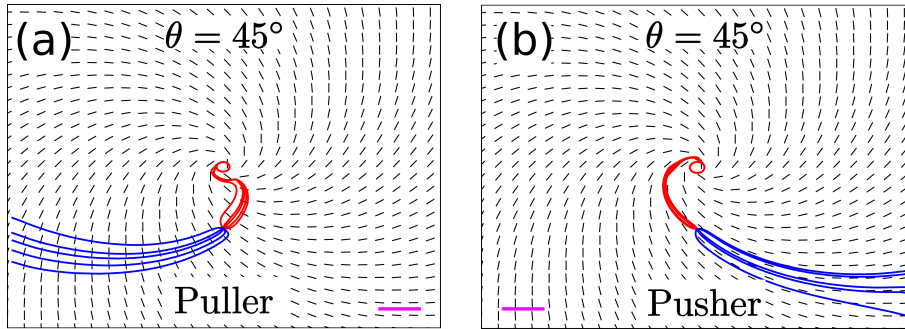 (a) θ = 45°
Puller
(b) θ = 45°
Pusher